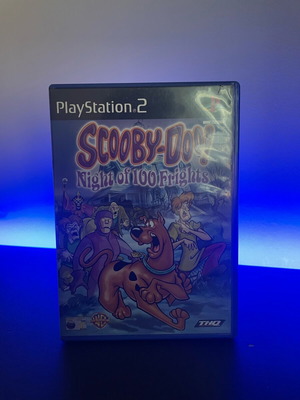 PlayStation 2
SCOOBY-DOO!
Night of 100 Frights
THQ